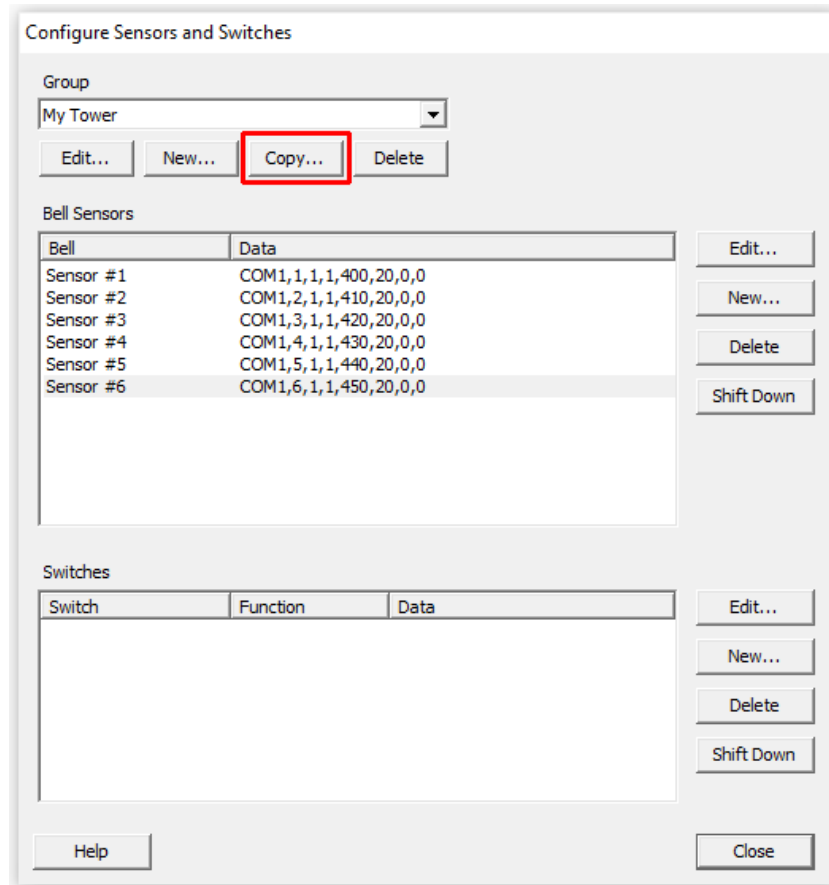 Configure Sensors and Switches
Group
My Tower
Edit... New... Copy... Delete
Bell Sensors
Bell Data
Sensor #1 COM1,1,1,1,400,20,0,0
Sensor #2 COM1,2,1,1,410,20,0,0
Sensor #3 COM1,3,1,1,420,20,0,0
Sensor #4 COM1,4,1,1,430,20,0,0
Sensor #5 COM1,5,1,1,440,20,0,0
Sensor #6 COM1,6,1,1,450,20,0,0
Edit...
New...
Delete
Shift Down
Switches
Switch Function Data
Edit...
New...
Delete
Shift Down
Help Close